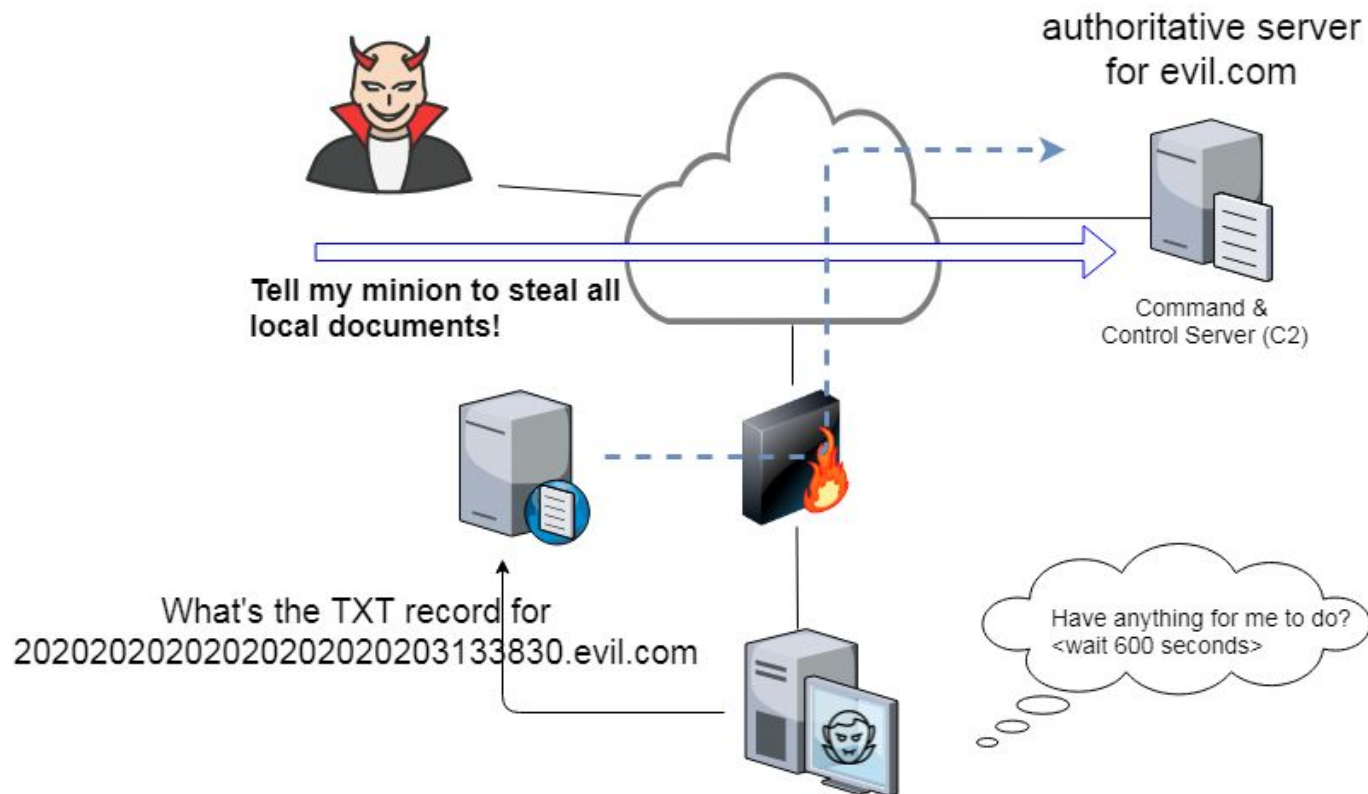 authoritative server
for evil.com
Tell my minion to steal all
local documents!
Command &
Control Server (C2)
What's the TXT record for
202020202020202020202020203133830.evil.com
Have anything for me to do?
<wait 600 seconds>